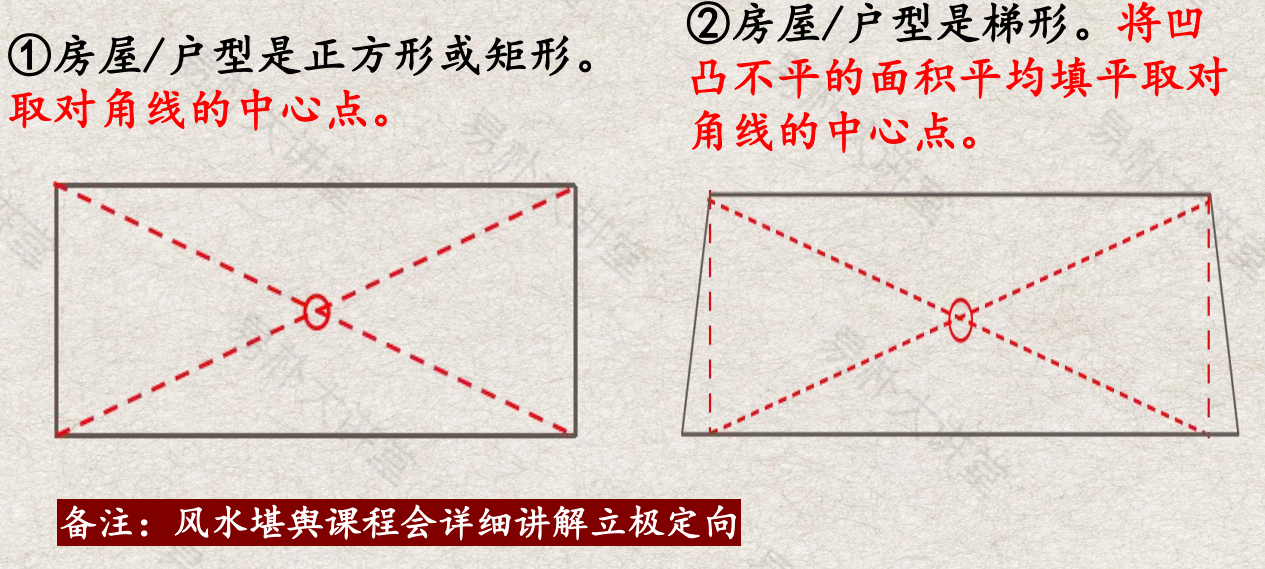 ①房屋/户型是正方形或矩形。
取对角线的中心点。
②房屋/户型是梯形。将凹
凸不平的面积平均填平取对
角线的中心点。
备注：风水堪舆课程会详细讲解立极定向